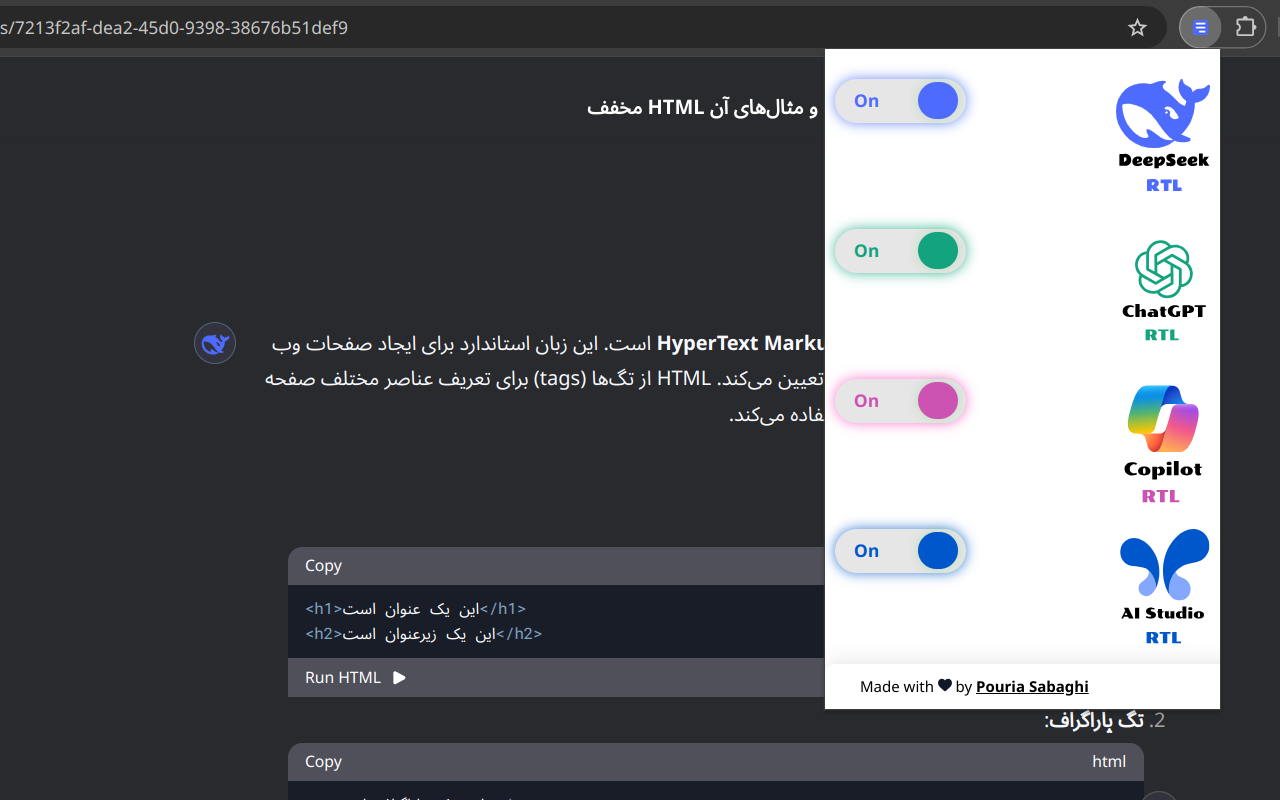 s/7213f2af-dea2-45d0-9398-38676b51def9
و مثال‌های آن HTML مخفف
HyperText Marku است. این زبان استاندارد برای ایجاد صفحات وب
تعیین می‌کند. HTML از تگ‌ها (tags) برای تعریف عناصر مختلف صفحه
می‌کند.
Copy
<h1>این یک عنوان است</h1>
<h2>این یک زیرعنوان است</h2>
Run HTML
2. تگ پاراگراف:
Copy
html
On
DeepSeek
RTL
On
ChatGPT
RTL
On
Copilot
RTL
On
AI Studio
RTL
Made with by Pouria Sabaghi